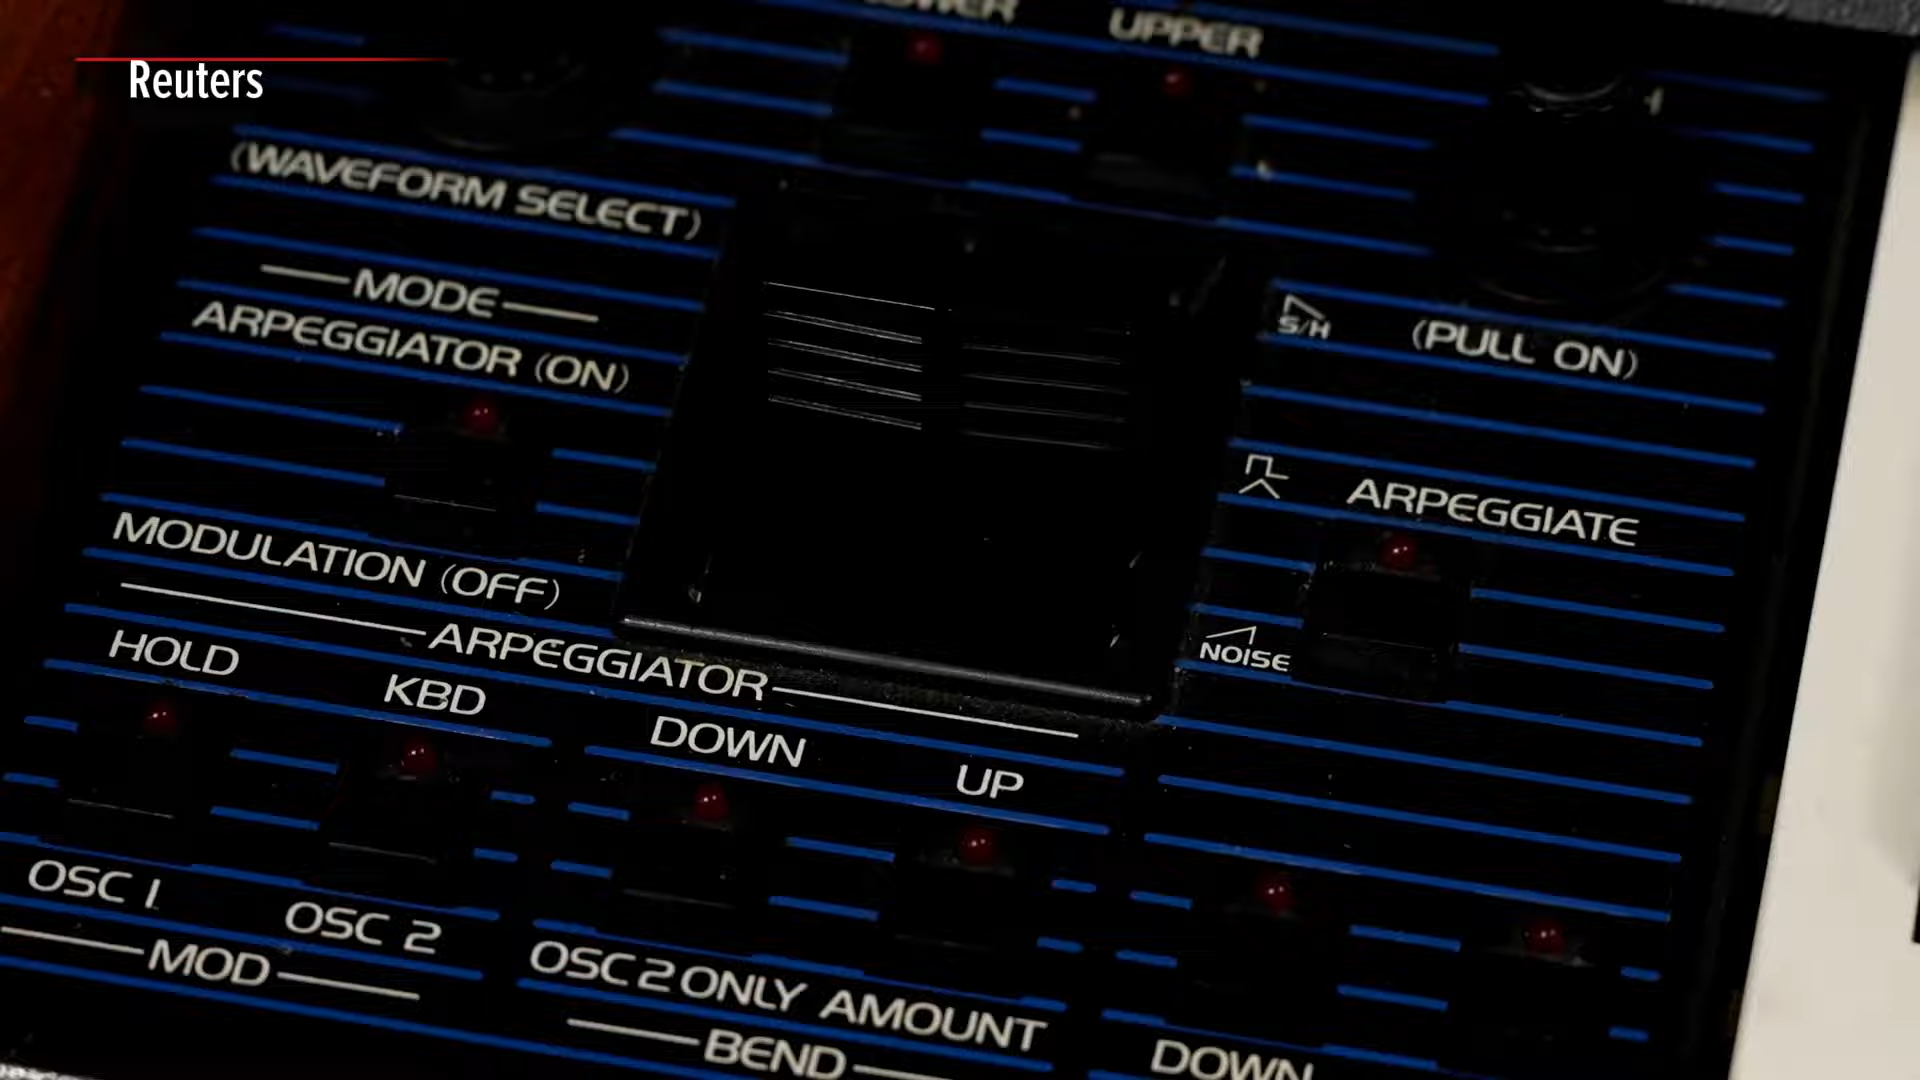 UPPER
Reuters
(WAVEFORM SELECT)
MODE
ARPEGGIATOR (ON)
S/H (PULL ON)
ARPEGGIATE
MODULATION (OFF)
NOISE
ARPEGGIATOR
HOLD KBD DOWN UP
OSC 1 OSC 2
MOD
OSC 2 ONLY AMOUNT
BEND
DOWN